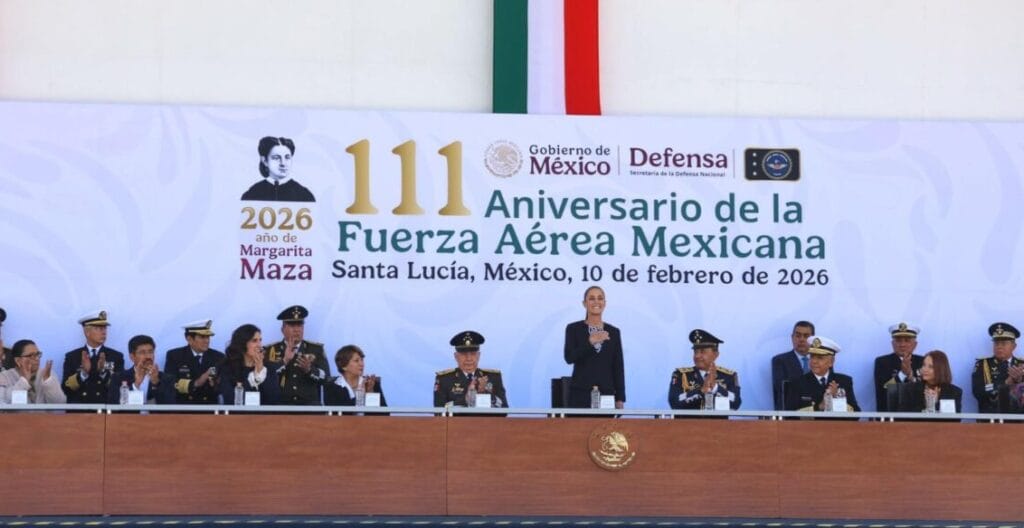 2026
año de
Margarita
Maza
111
Gobierno de
México
Defensa
Secretaría de la Defensa Nacional
Aniversario de la
Fuerza Aérea Mexicana
Santa Lucía, México, 10 de febrero de 2026